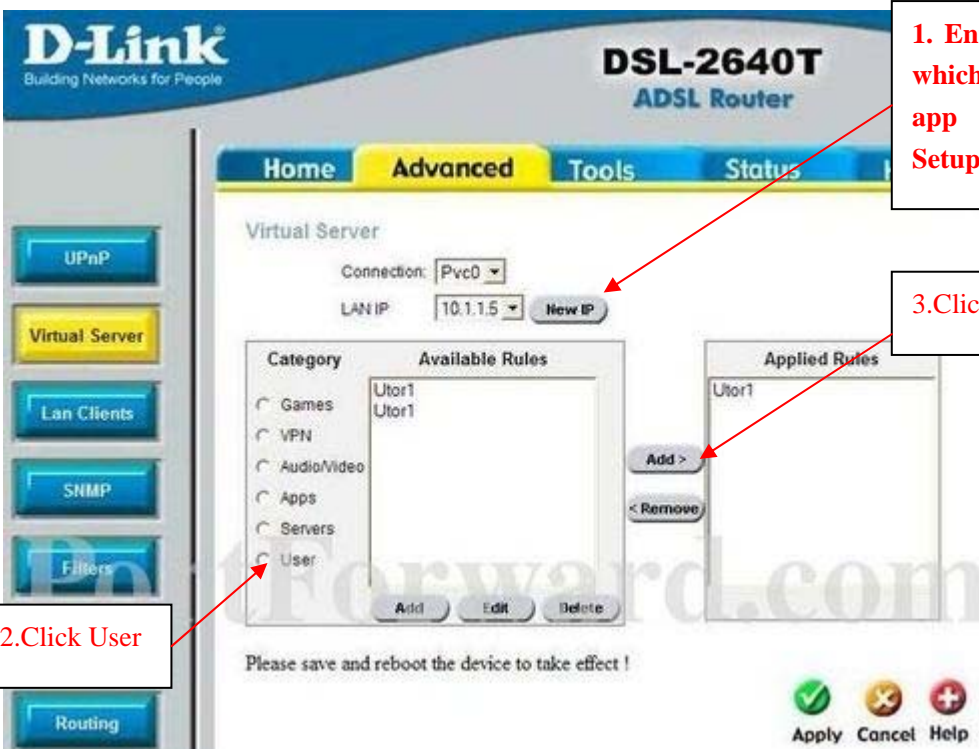 D-Link
Building Networks for People
DSL-2640T
ADSL Router
1. En
which
app
Setup
Home Advanced Tools Status
Virtual Server
Connection: Pvc0
LAN IP 10.1.1.5 New IP
3.Clic
UPnP
Virtual Server
Lan Clients
SNMP
Filters
Routing
Category Available Rules Applied Rules
Games
VPN
Audio/Video
Apps
Servers
User
Utor1
Utor1
Add >
< Remove
Utor1
Add Edit Delete
PortForward.com
2.Click User
Please save and reboot the device to take effect !
Apply Cancel Help